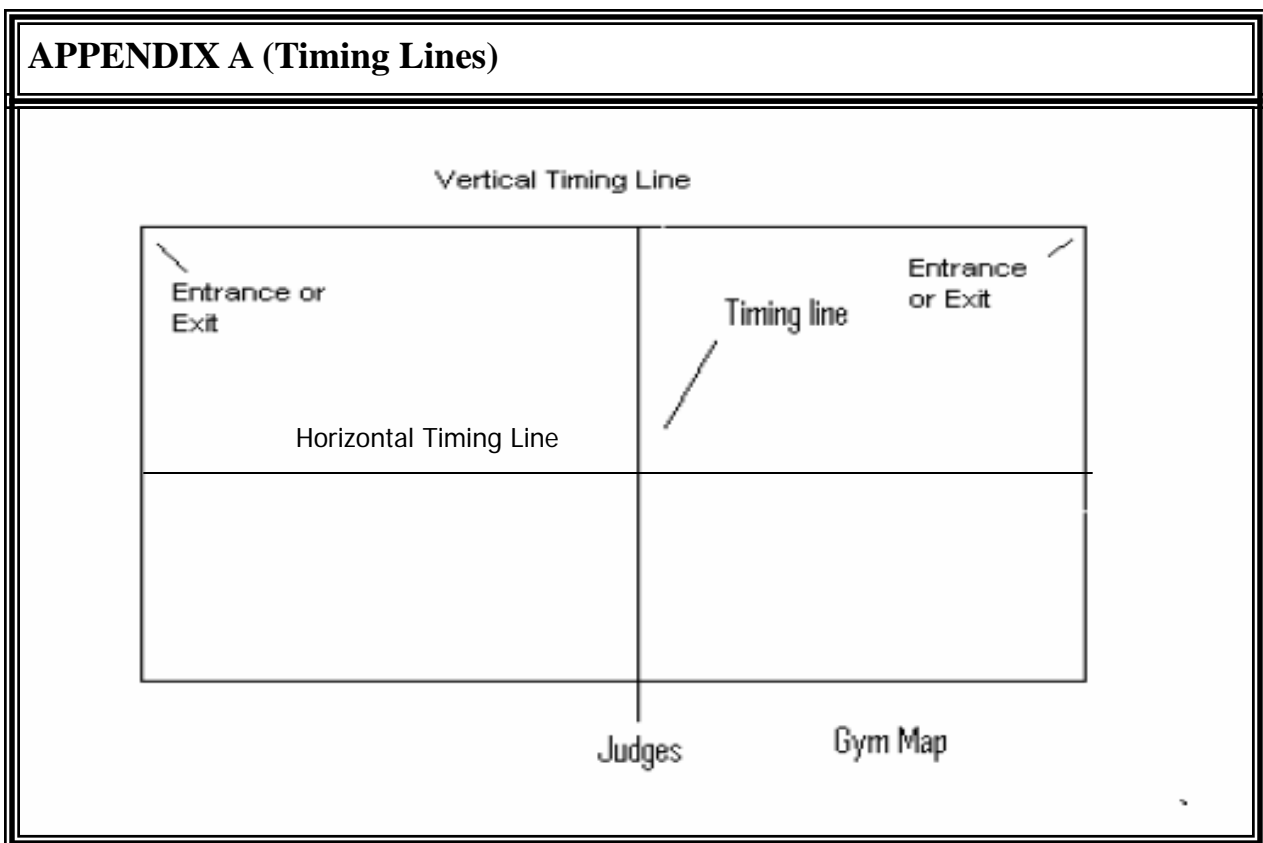 APPENDIX A (Timing Lines)
Vertical Timing Line
Entrance or
Exit
Entrance
or Exit
Timing line
Horizontal Timing Line
Judges
Gym Map